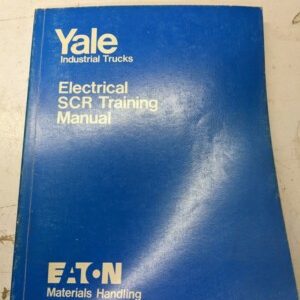 Yale
Industrial Trucks
Electrical
SCR Training
Manual
EATON
Materials Handling